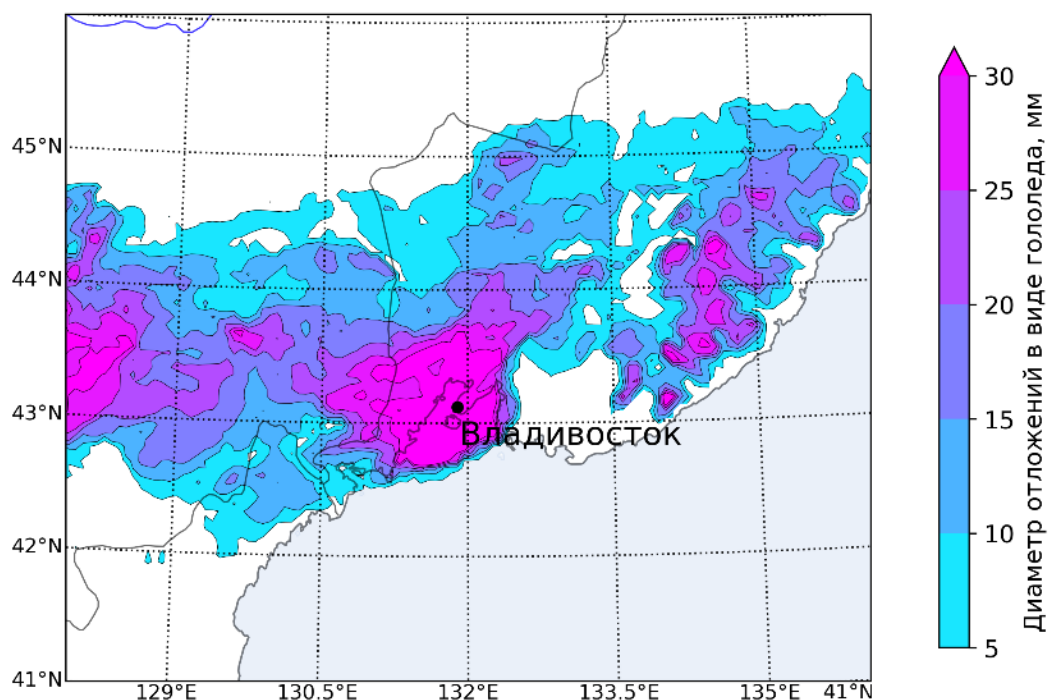 45°N
44°N
43°N
42°N
41°N
129°E
130.5°E
132°E
133.5°E
135°E
41°N
Владивосток
30
25
20
15
10
5
Диаметр отложений в виде гололеда, мм